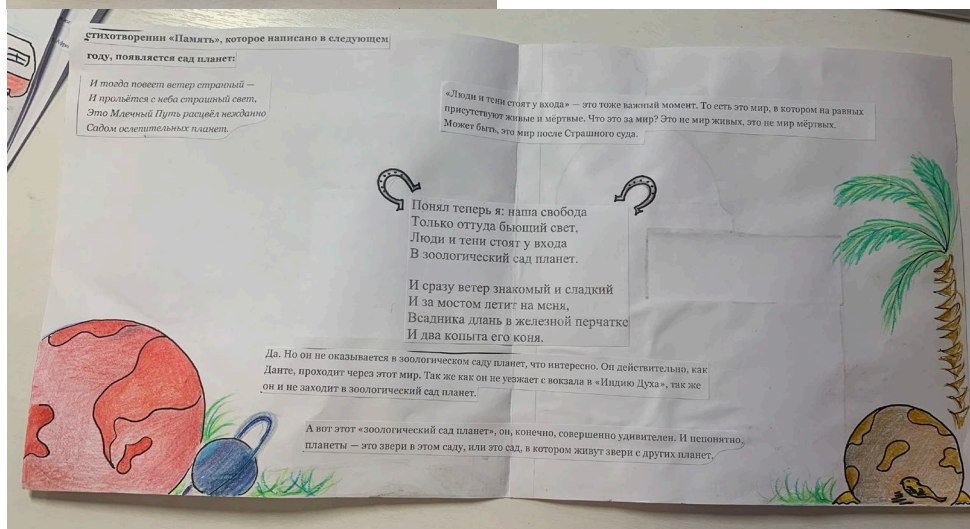 стихотворении «Память», которое написано в следующем
году, появляется сад планет:
И тогда повеет ветер странный —
И прольётся с неба страшный свет,
Это Млечный Путь расцвёл нежданно
Садом ослепительных планет.
«Люди и тени стоят у входа» — это тоже важный момент. То есть это мир, в котором на равных
присутствуют живые и мёртвые. Что это за мир? Это не мир живых, это не мир мёртвых.
Может быть, это мир после Страшного суда.
Понял теперь я: наша свобода
Только оттуда бьющий свет,
Люди и тени стоят у входа
В зоологический сад планет.
И сразу ветер знакомый и сладкий
И за мостом летит на меня,
Всадника длань в железной перчатке
И два копыта его коня.
Да. Но он не оказывается в зоологическом саду планет, что интересно. Он действительно, как
Данте, проходит через этот мир. Так же как он не уезжает с вокзала в «Индию Духа», так же
он и не заходит в зоологический сад планет.
А вот этот «зоологический сад планет», он, конечно, совершенно удивителен. И непонятно,
планеты — это звери в этом саду, или это сад, в котором живут звери с других планет.